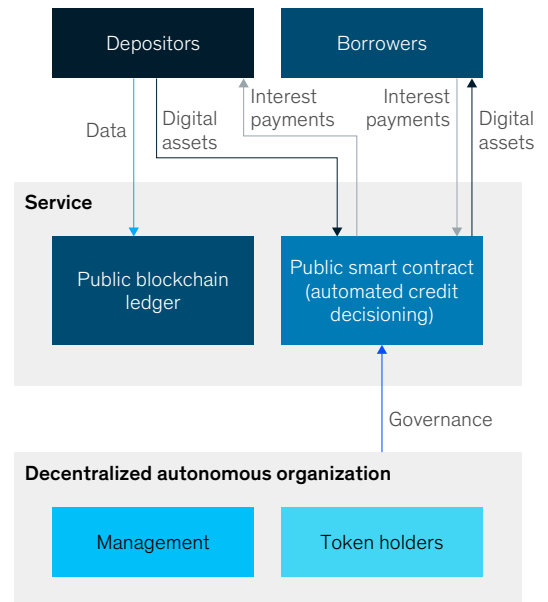 Depositors
Borrowers
Data
Digital
assets
Interest
payments
Interest
payments
Digital
assets
Service
Public blockchain
ledger
Public smart contract
(automated credit
decisioning)
Governance
Decentralized autonomous organization
Management
Token holders